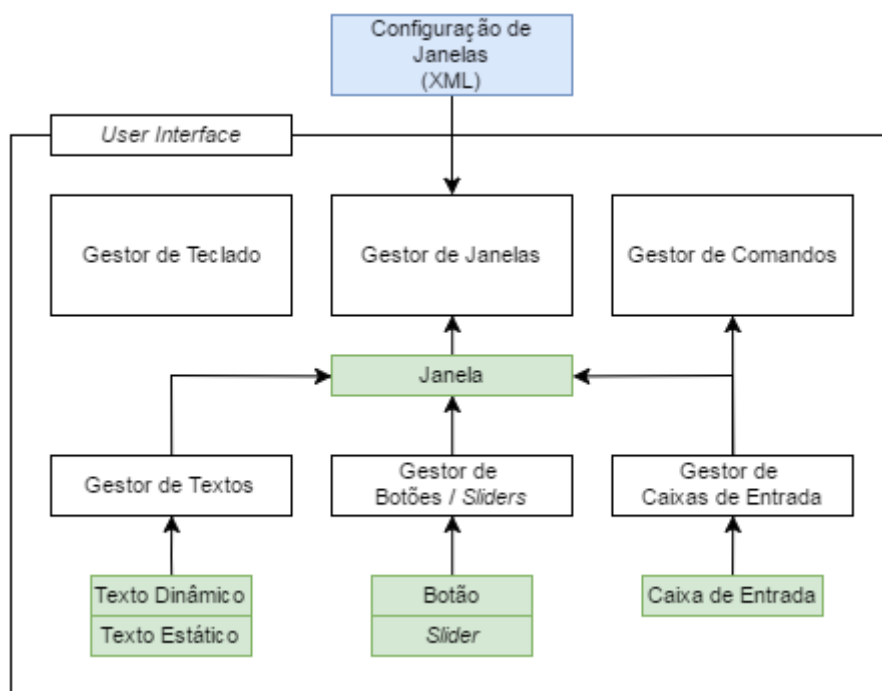 Configuração de
Janelas
(XML)
User Interface
Gestor de Teclado
Gestor de Janelas
Gestor de Comandos
Janela
Gestor de Textos
Gestor de
Botões / Sliders
Gestor de
Caixas de Entrada
Texto Dinâmico
Texto Estático
Botão
Slider
Caixa de Entrada